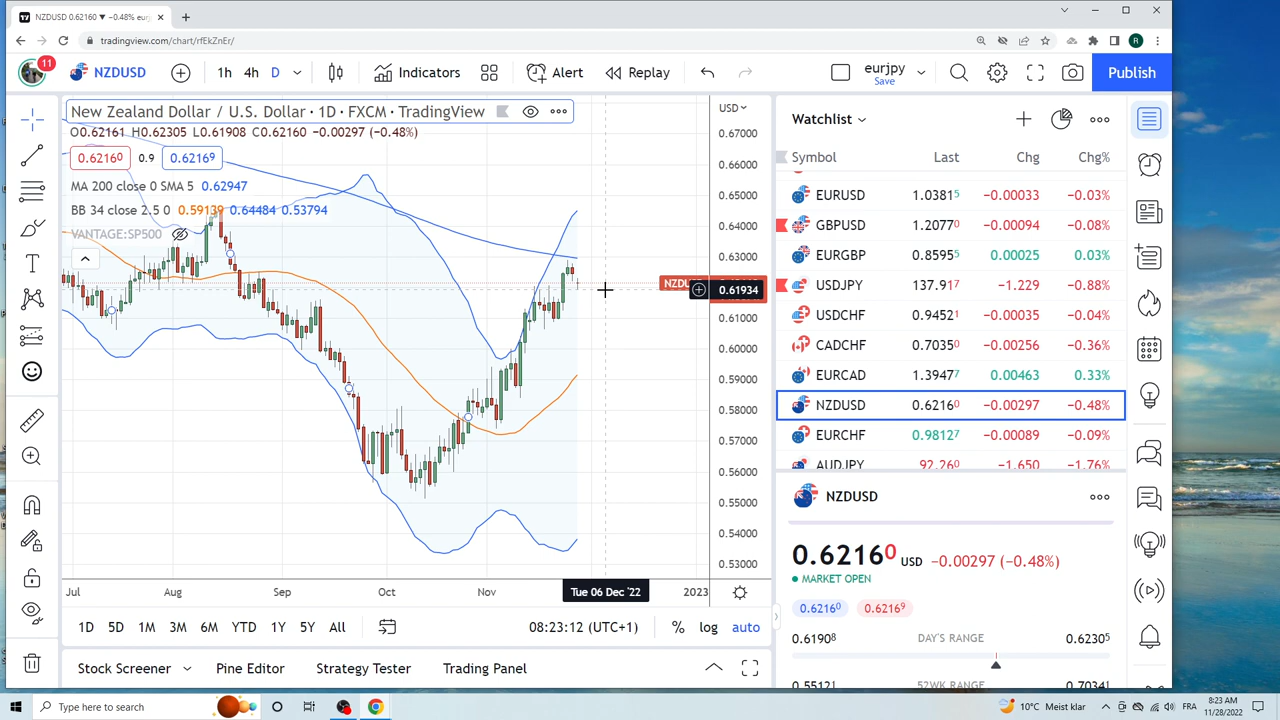 NZDUSD 0.62160 ▼ −0.48% eurj
tradingview.com/chart/rfEkZnEr/
R
11
NZDUSD
1h 4h D
Indicators
Alert
Replay
eurjpy
Save
Publish
New Zealand Dollar / U.S. Dollar · 1D · FXCM · TradingView
O0.62161 H0.62305 L0.61908 C0.62160 −0.00297 (−0.48%)
0.62160 0.9 0.62169
MA 200 close 0 SMA 5 0.62947
BB 34 close 2.5 0 0.59139 0.64484 0.53794
VANTAGE:SP500
USD
0.67000
0.66000
0.65000
0.64000
0.63000
NZDU
0.61934
0.61000
0.60000
0.59000
0.58000
0.57000
0.56000
0.55000
0.54000
0.53000
Jul Aug Sep Oct Nov Tue 06 Dec '22 2023
1D 5D 1M 3M 6M YTD 1Y 5Y All
08:23:12 (UTC+1) % log auto
Stock Screener Pine Editor Strategy Tester Trading Panel
Watchlist
Symbol Last Chg Chg%
EURUSD 1.03815 −0.00033 −0.03%
GBPUSD 1.20770 −0.00094 −0.08%
EURGBP 0.85955 0.00025 0.03%
USDJPY 137.917 −1.229 −0.88%
USDCHF 0.94521 −0.00035 −0.04%
CADCHF 0.70350 −0.00256 −0.36%
EURCAD 1.39477 0.00463 0.33%
NZDUSD 0.62160 −0.00297 −0.48%
EURCHF 0.98127 −0.00089 −0.09%
AUDJPY 92.260 −1.650 −1.76%
NZDUSD
0.62160 USD −0.00297 (−0.48%)
MARKET OPEN
0.62160 0.62169
0.61908 DAY'S RANGE 0.62305
0.55121 52WK RANGE 0.70341
Type here to search
10°C Meist klar
FRA
8:23 AM
11/28/2022